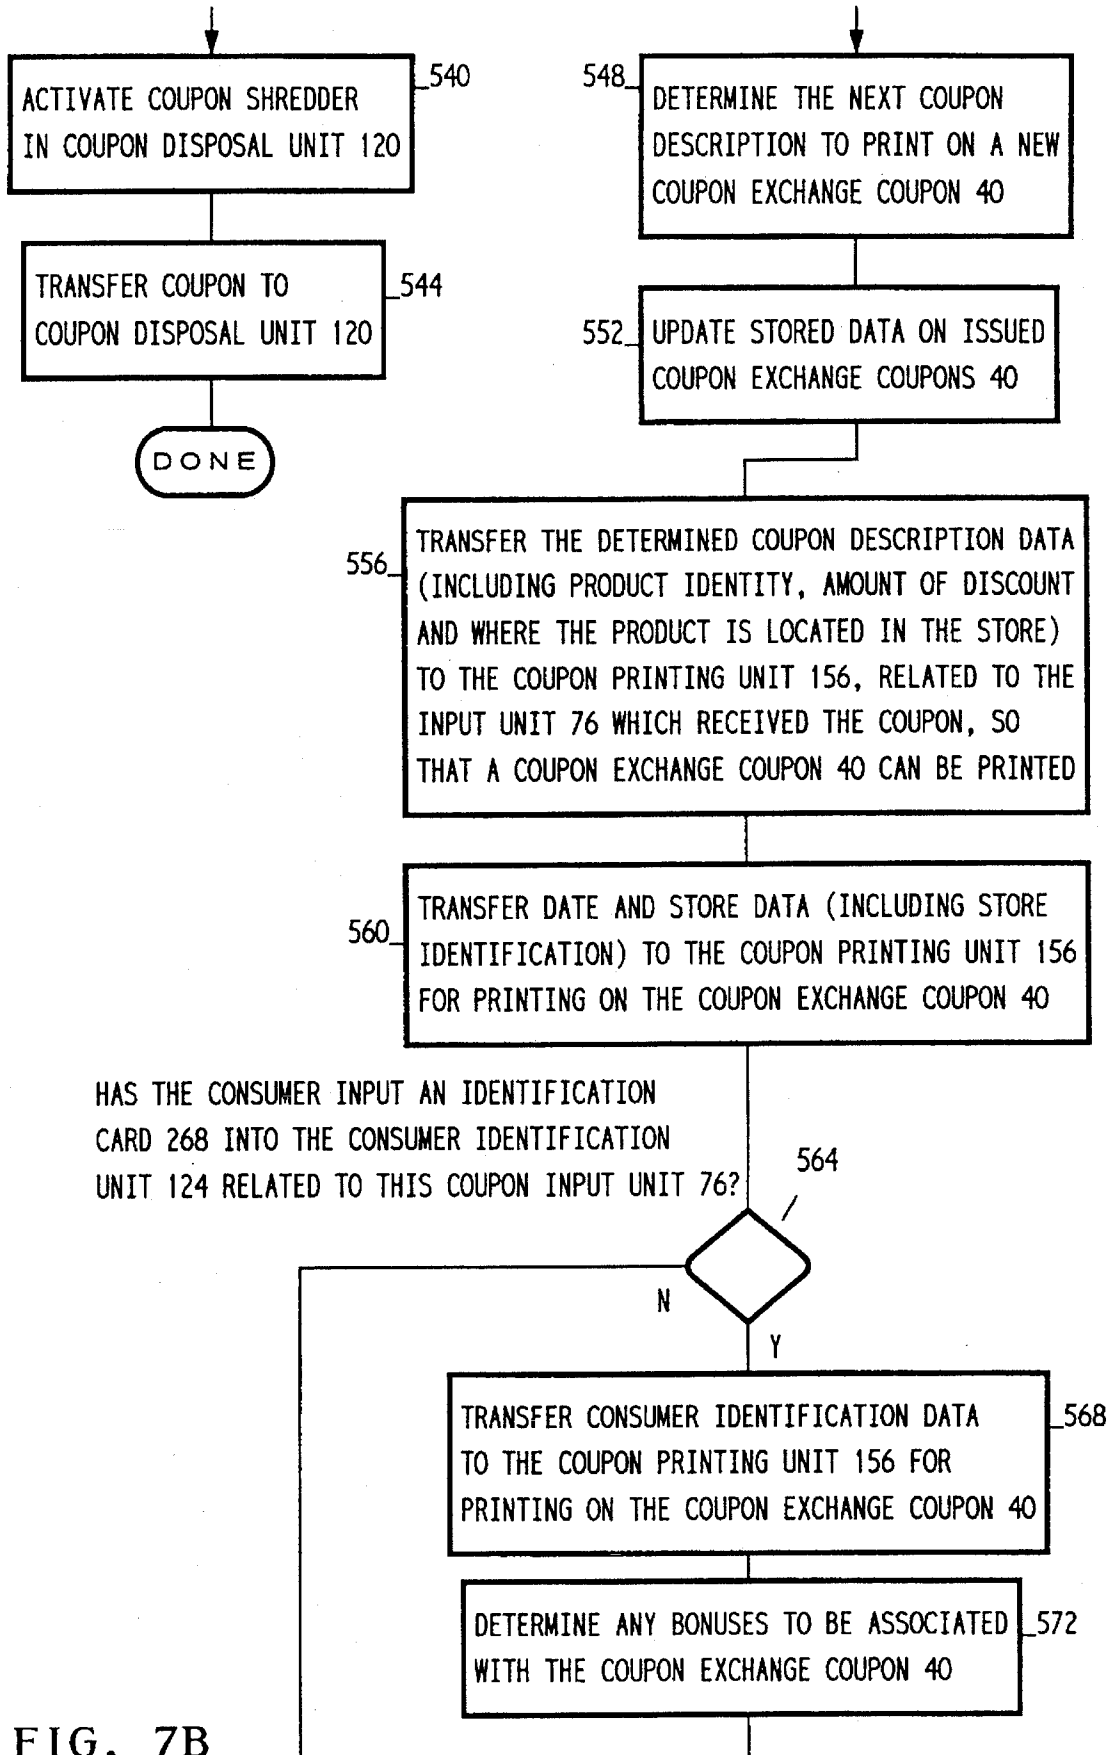 540
ACTIVATE COUPON SHREDDER
IN COUPON DISPOSAL UNIT 120
TRANSFER COUPON TO
COUPON DISPOSAL UNIT 120
544
DONE
548
DETERMINE THE NEXT COUPON
DESCRIPTION TO PRINT ON A NEW
COUPON EXCHANGE COUPON 40
552
UPDATE STORED DATA ON ISSUED
COUPON EXCHANGE COUPONS 40
556
TRANSFER THE DETERMINED COUPON DESCRIPTION DATA
(INCLUDING PRODUCT IDENTITY, AMOUNT OF DISCOUNT
AND WHERE THE PRODUCT IS LOCATED IN THE STORE)
TO THE COUPON PRINTING UNIT 156, RELATED TO THE
INPUT UNIT 76 WHICH RECEIVED THE COUPON, SO
THAT A COUPON EXCHANGE COUPON 40 CAN BE PRINTED
560
TRANSFER DATE AND STORE DATA (INCLUDING STORE
IDENTIFICATION) TO THE COUPON PRINTING UNIT 156
FOR PRINTING ON THE COUPON EXCHANGE COUPON 40
HAS THE CONSUMER INPUT AN IDENTIFICATION
CARD 268 INTO THE CONSUMER IDENTIFICATION
UNIT 124 RELATED TO THIS COUPON INPUT UNIT 76?
564
N
Y
TRANSFER CONSUMER IDENTIFICATION DATA
TO THE COUPON PRINTING UNIT 156 FOR
PRINTING ON THE COUPON EXCHANGE COUPON 40
568
DETERMINE ANY BONUSES TO BE ASSOCIATED
WITH THE COUPON EXCHANGE COUPON 40
572
FIG. 7B